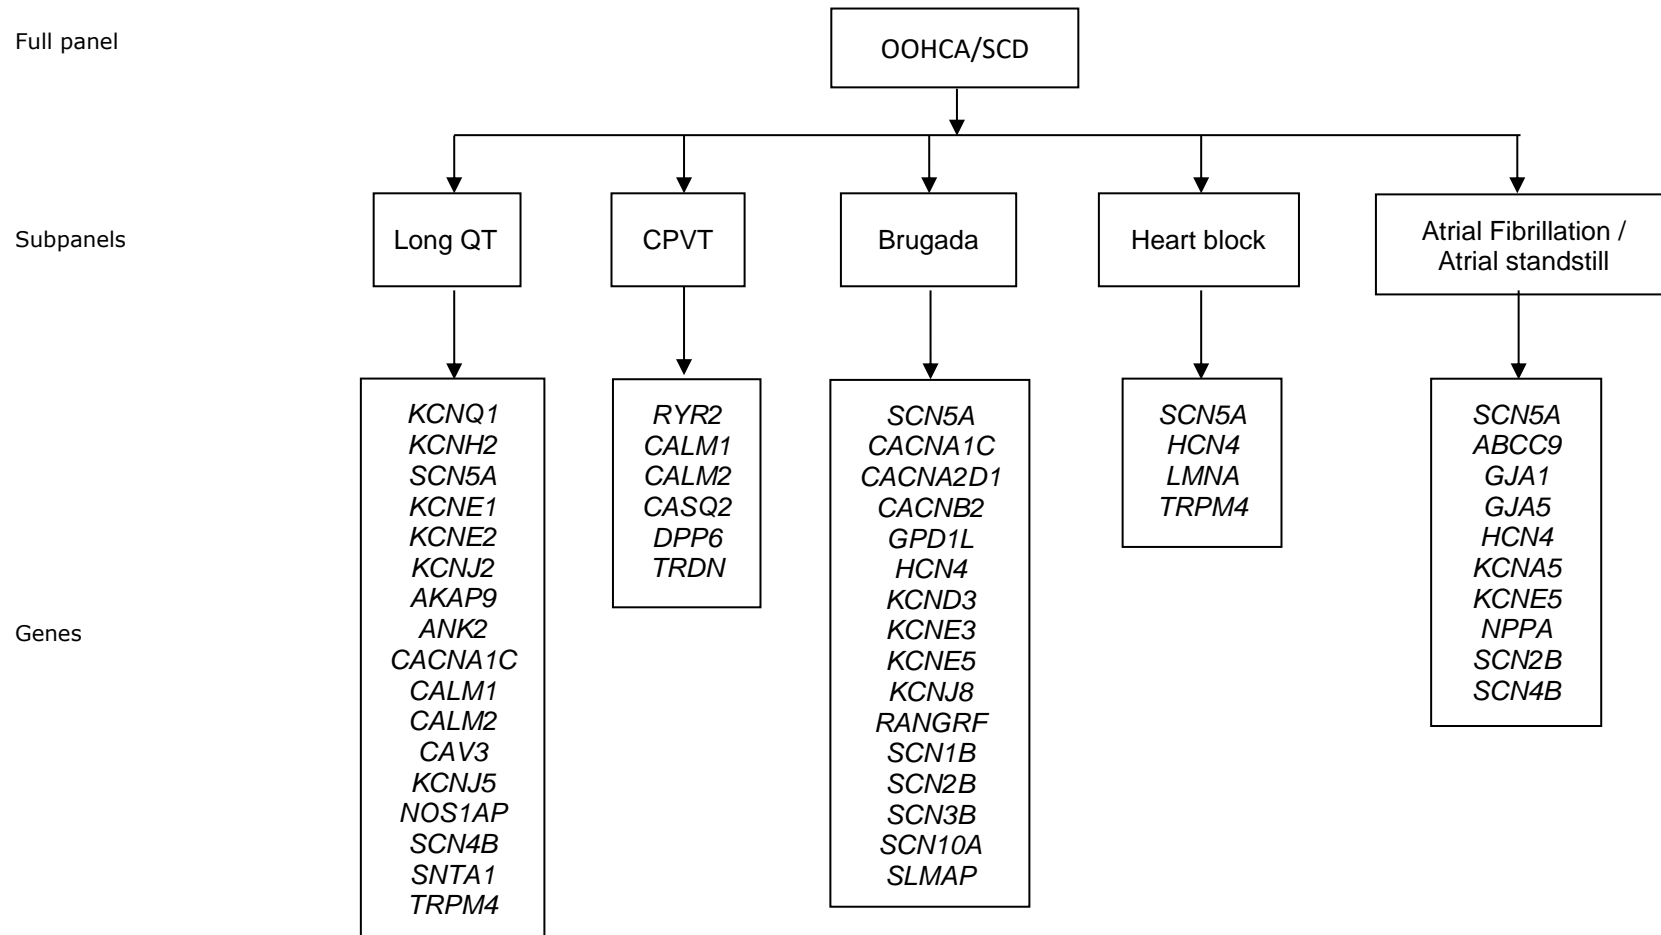 Full panel
OOHCA/SCD
Subpanels
Long QT
CPVT
Brugada
Heart block
Atrial Fibrillation /
Atrial standstill
Genes
KCNQ1
KCNH2
SCN5A
KCNE1
KCNE2
KCNJ2
AKAP9
ANK2
CACNA1C
CALM1
CALM2
CAV3
KCNJ5
NOS1AP
SCN4B
SNTA1
TRPM4
RYR2
CALM1
CALM2
CASQ2
DPP6
TRDN
SCN5A
CACNA1C
CACNA2D1
CACNB2
GPD1L
HCN4
KCND3
KCNE3
KCNE5
KCNJ8
RANGRF
SCN1B
SCN2B
SCN3B
SCN10A
SLMAP
SCN5A
HCN4
LMNA
TRPM4
SCN5A
ABCC9
GJA1
GJA5
HCN4
KCNA5
KCNE5
NPPA
SCN2B
SCN4B